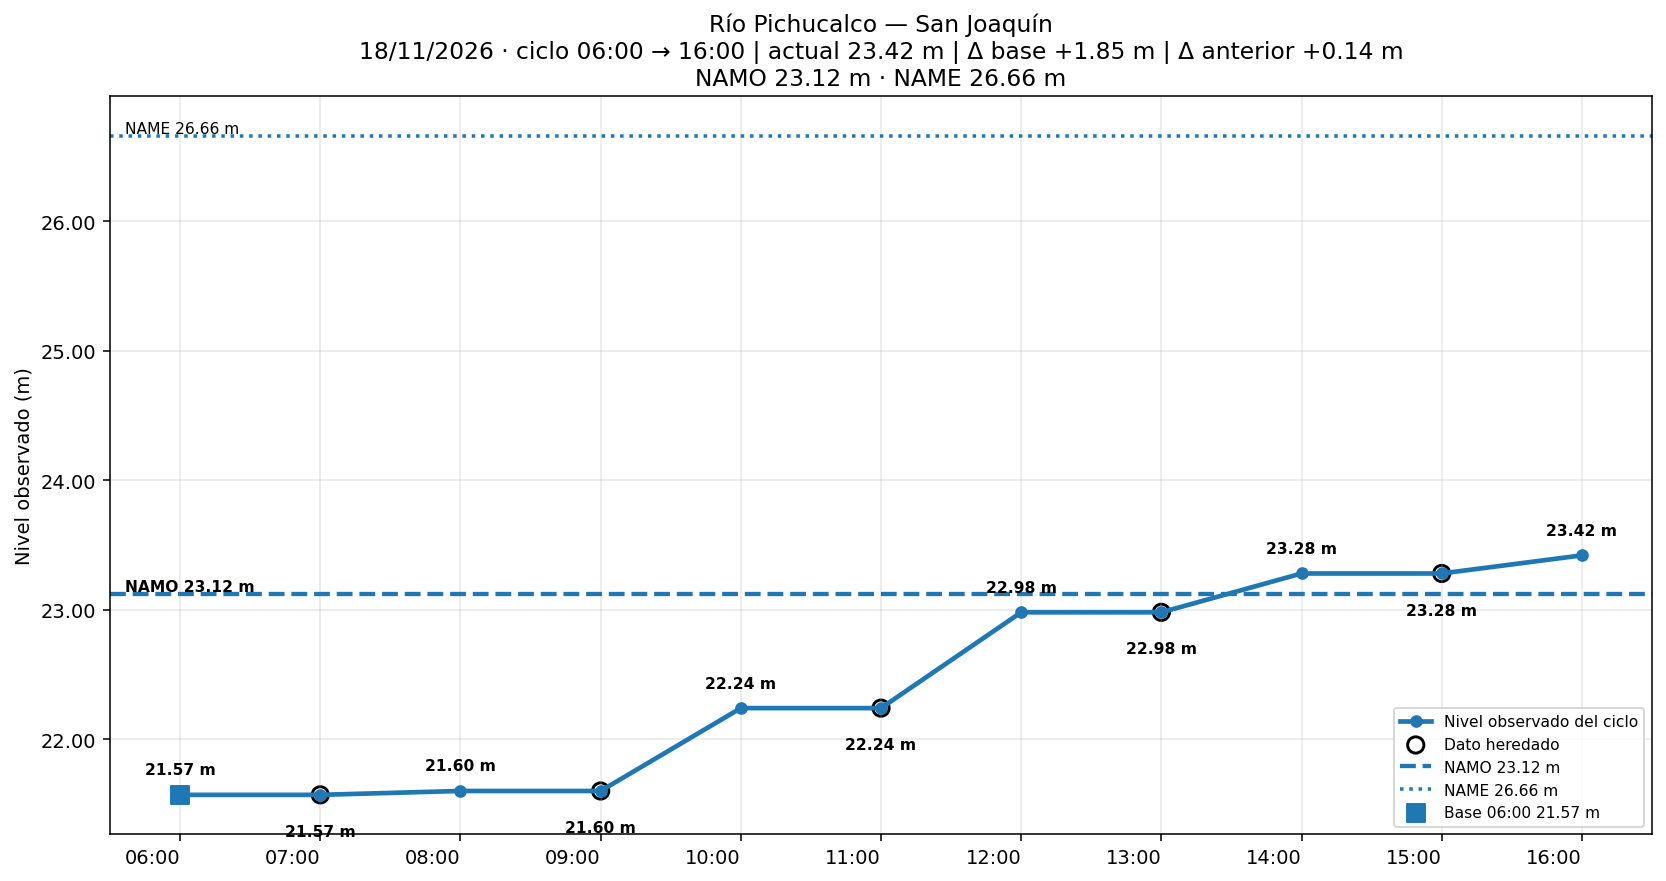 Río Pichucalco — San Joaquín
18/11/2026 · ciclo 06:00 → 16:00 | actual 23.42 m | Δ base +1.85 m | Δ anterior +0.14 m
NAMO 23.12 m · NAME 26.66 m
NAME 26.66 m
26.00
25.00
24.00
23.00
22.00
Nivel observado (m)
NAMO 23.12 m
21.57 m
21.57 m
21.60 m
21.60 m
22.24 m
22.24 m
22.98 m
22.98 m
23.28 m
23.28 m
23.42 m
Nivel observado del ciclo
Dato heredado
NAMO 23.12 m
NAME 26.66 m
Base 06:00 21.57 m
06:00 07:00 08:00 09:00 10:00 11:00 12:00 13:00 14:00 15:00 16:00